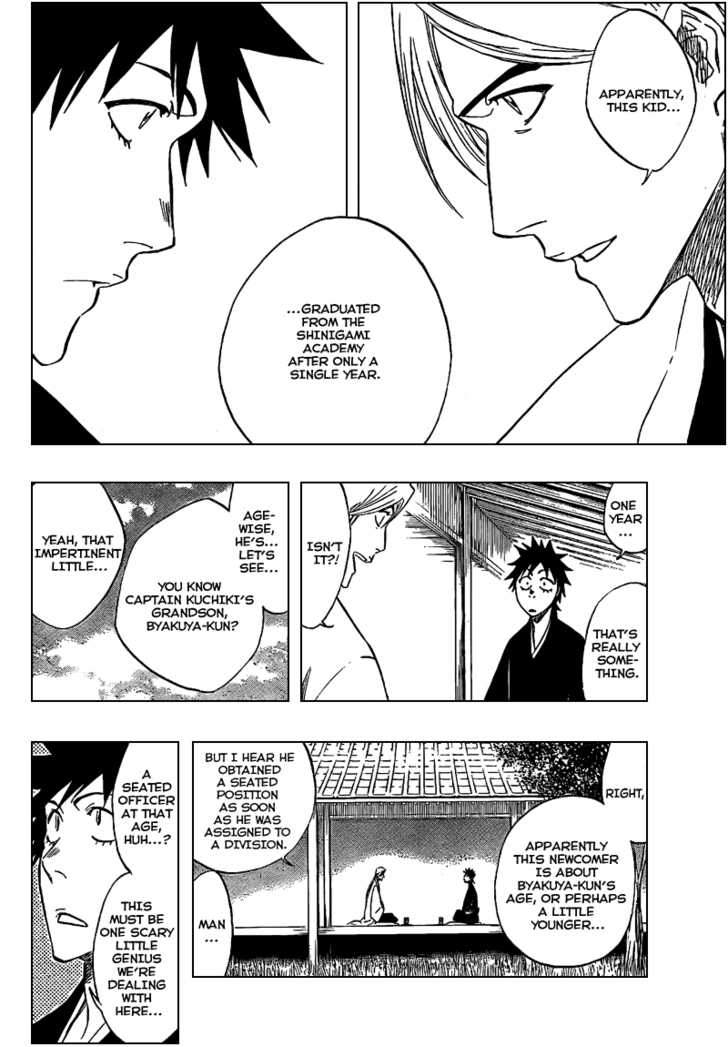 APPARENTLY,
THIS KID...
...GRADUATED
FROM THE
SHINIGAMI
ACADEMY
AFTER ONLY A
SINGLE YEAR.
ONE
YEAR
...
THAT'S
REALLY
SOME-
THING.
ISN'T
IT?!
AGE-
WISE,
HE'S...
LET'S
SEE...
YOU KNOW
CAPTAIN KUCHIKI'S
GRANDSON,
BYAKUYA-KUN?
YEAH, THAT
IMPERTINENT
LITTLE...
RIGHT,
APPARENTLY
THIS NEWCOMER
IS ABOUT
BYAKUYA-KUN'S
AGE, OR PERHAPS
A LITTLE
YOUNGER...
BUT I HEAR HE
OBTAINED
A SEATED
POSITION
AS SOON
AS HE WAS
ASSIGNED TO
A DIVISION.
MAN
...
A
SEATED
OFFICER
AT THAT
AGE,
HUH...?
THIS
MUST BE
ONE SCARY
LITTLE
GENIUS
WE'RE
DEALING
WITH
HERE...